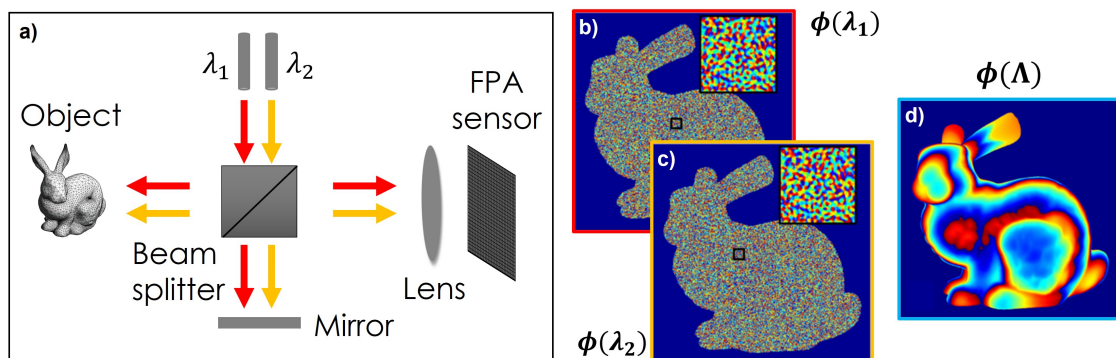 a)
λ₁ λ₂
Object
FPA
sensor
Beam
splitter
Lens
Mirror
b)
ϕ(λ₁)
c)
ϕ(λ₂)
ϕ(Λ)
d)